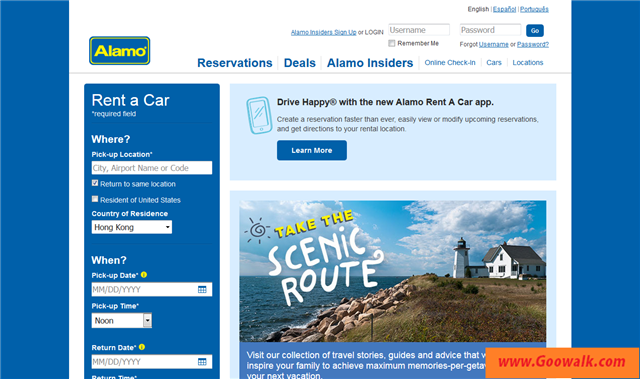 English | Español | Português
Alamo Insiders Sign Up or LOGIN Username Password Go
Remember Me Forgot Username or Password?
Alamo
Reservations Deals Alamo Insiders Online Check-In Cars Locations
Rent a Car
*required field
Where?
Pick-up Location*
City, Airport Name or Code
Return to same location
Resident of United States
Country of Residence
Hong Kong
When?
Pick-up Date*
MM/DD/YYYY
Pick-up Time*
Noon
Return Date*
MM/DD/YYYY
Return Time*
Drive Happy® with the new Alamo Rent A Car app.
Create a reservation faster than ever, easily view or modify upcoming reservations,
and get directions to your rental location.
Learn More
TAKE THE
SCENIC
ROUTE
Visit our collection of travel stories, guides and advice that
inspire your family to achieve maximum memories-per-
your next vacation.
www.Goowalk.com